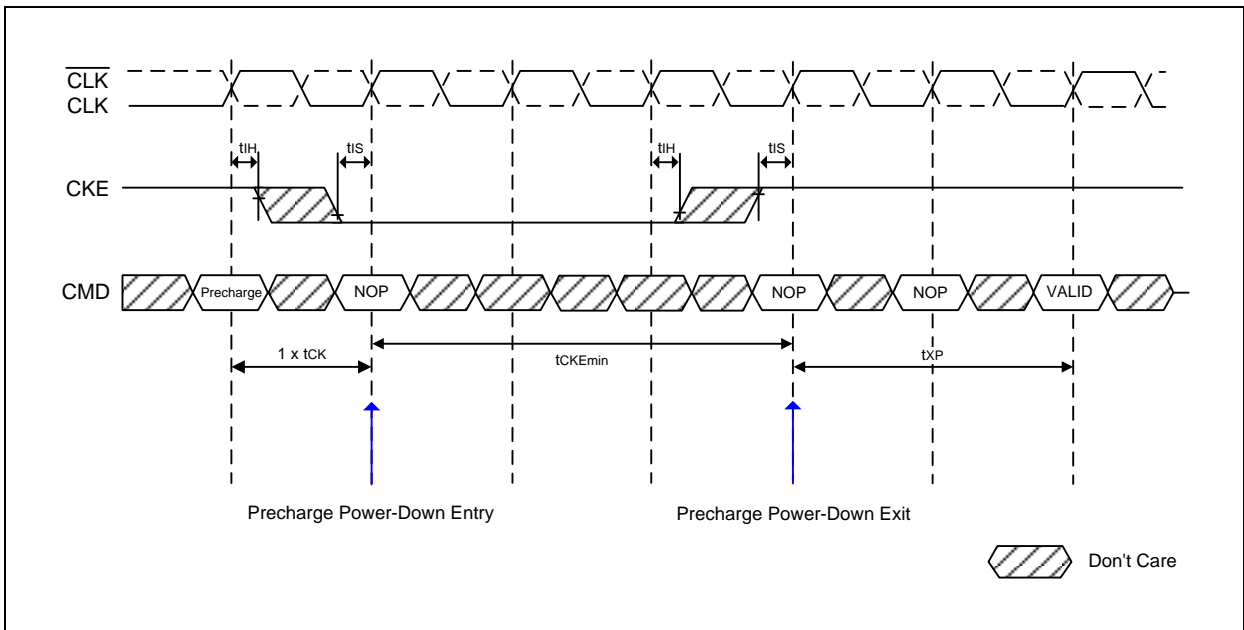 CLK
CLK
tIH
tIS
tIH
tIS
CKE
CMD
Precharge
NOP
NOP
NOP
VALID
1 x tCK
tCKEmin
tXP
Precharge Power-Down Entry
Precharge Power-Down Exit
Don't Care